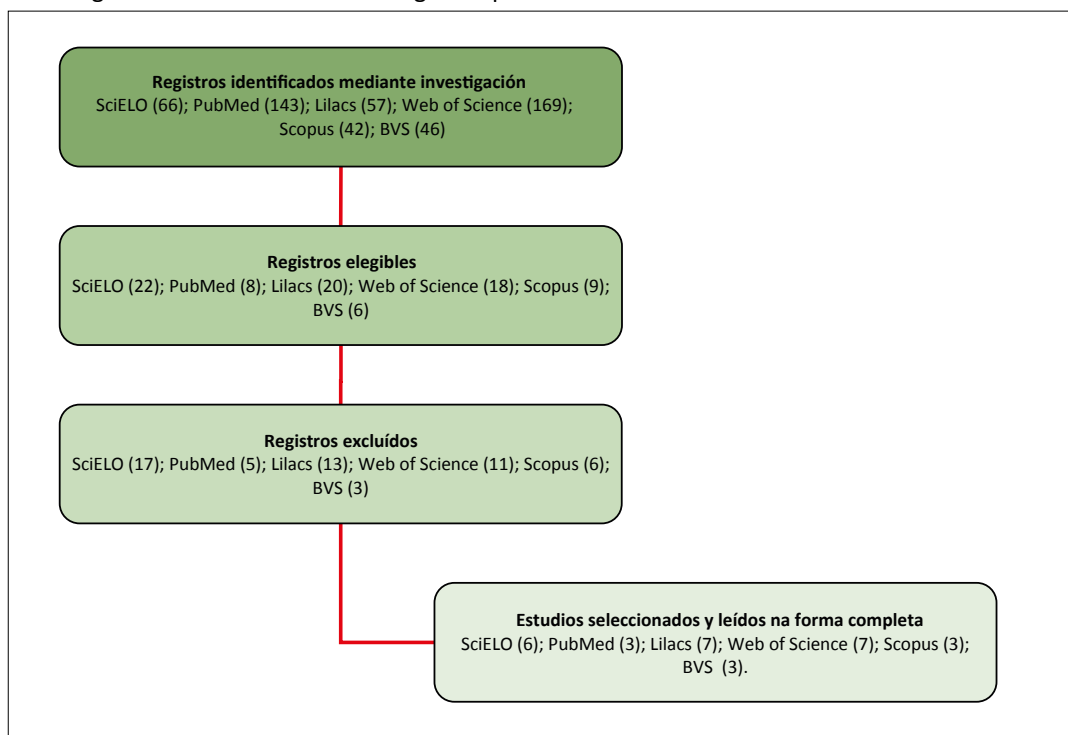 Registros identificados mediante investigación
SciELO (66); PubMed (143); Lilacs (57); Web of Science (169);
Scopus (42); BVS (46)
Registros elegibles
SciELO (22); PubMed (8); Lilacs (20); Web of Science (18); Scopus (9);
BVS (6)
Registros excluídos
SciELO (17); PubMed (5); Lilacs (13); Web of Science (11); Scopus (6);
BVS (3)
Estudios seleccionados y leídos na forma completa
SciELO (6); PubMed (3); Lilacs (7); Web of Science (7); Scopus (3);
BVS (3).